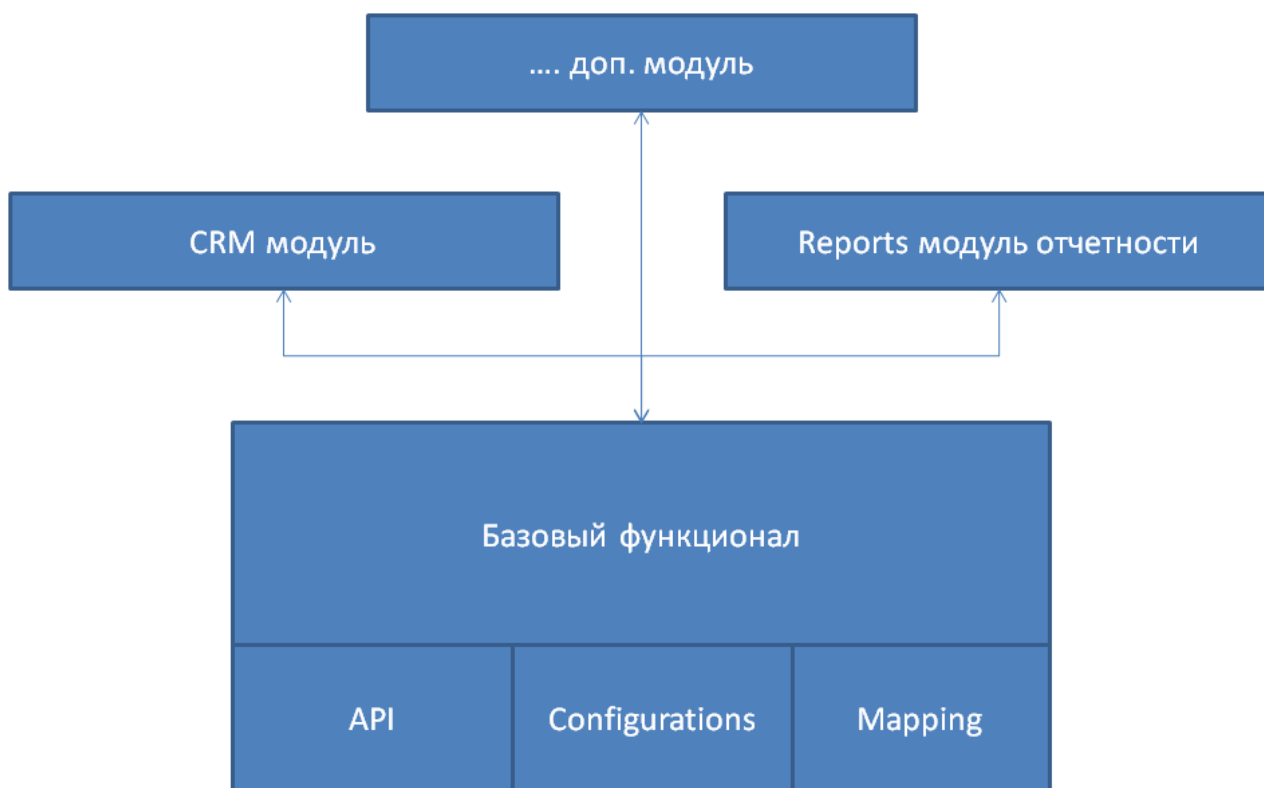 .... доп. модуль
CRM модуль
Reports модуль отчетности
Базовый функционал
API
Configurations
Mapping